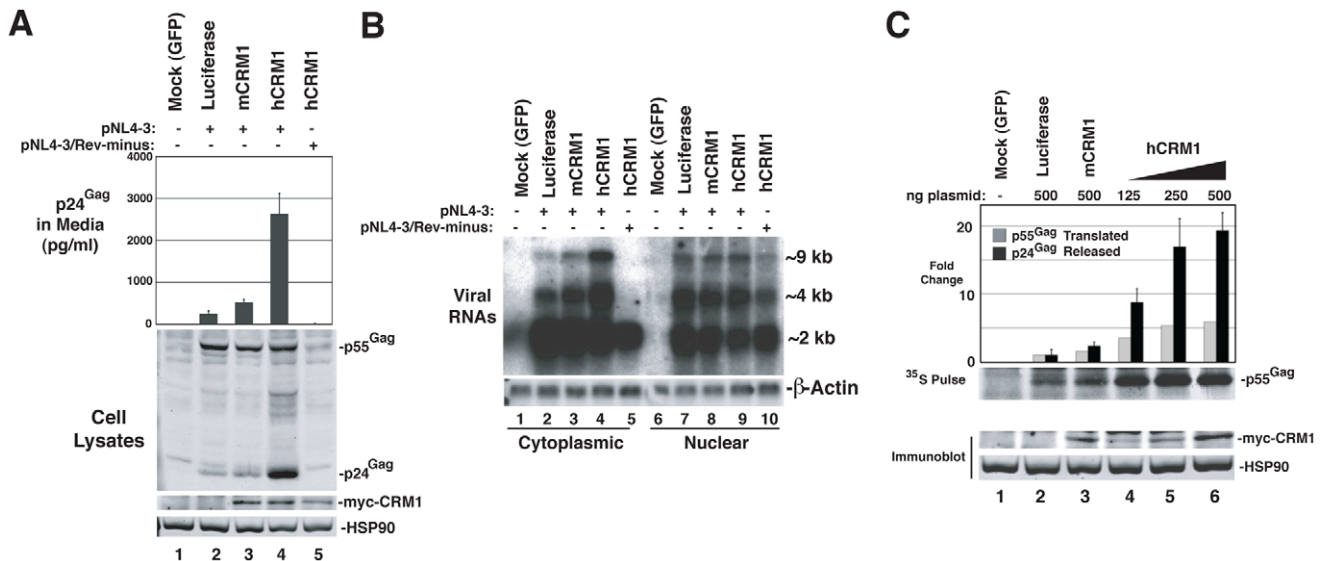 A
Mock (GFP)
Luciferase
mCRM1
hCRM1
hCRM1
pNL4-3: - + + + -
pNL4-3/Rev-minus: - - - - +
p24Gag
in Media
(pg/ml)
4000
3000
2000
1000
0
-p55Gag
Cell
Lysates
-p24Gag
-myc-CRM1
-HSP90
1 2 3 4 5
B
Mock (GFP)
Luciferase
mCRM1
hCRM1
hCRM1
Mock (GFP)
Luciferase
mCRM1
hCRM1
hCRM1
pNL4-3: - + + + - - + + + -
pNL4-3/Rev-minus: - - - - + - - - - +
Viral
RNAs
~9 kb
~4 kb
~2 kb
-β-Actin
1 2 3 4 5 6 7 8 9 10
Cytoplasmic Nuclear
C
Mock (GFP)
Luciferase
mCRM1
hCRM1
ng plasmid: - 500 500 125 250 500
Fold
Change
20
10
0
p55Gag Translated
p24Gag Released
35S Pulse
-p55Gag
Immunoblot
-myc-CRM1
-HSP90
1 2 3 4 5 6